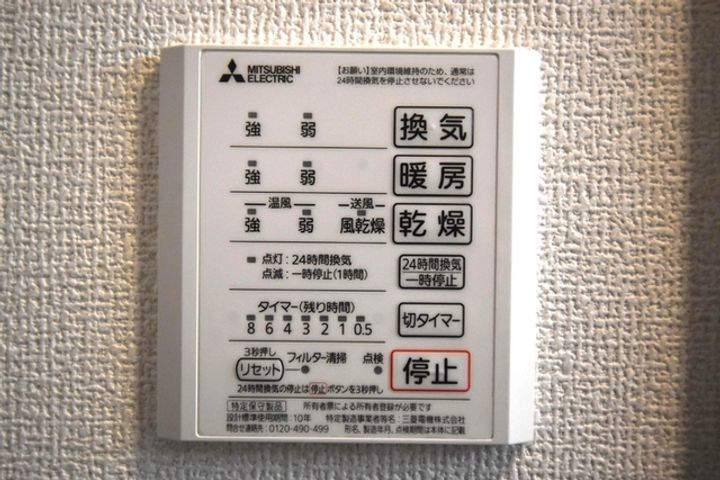 MITSUBISHI
ELECTRIC
【お願い】室内環境維持のため、通常は
24時間換気を停止させないでください
強 弱 換気
強 弱 暖房
温風 送風
強 弱 風乾燥 乾燥
点灯：24時間換気
点滅：一時停止(1時間)
24時間換気
一時停止
タイマー(残り時間)
8 6 4 3 2 1 0.5
切タイマー
3秒押し
リセット フィルター清掃 点検
停止
24時間換気の停止は 停止 ボタンを3秒押し
特定保守製品 所有者票による所有者登録が必要です
設計標準使用期間：10年 特定製造事業者等名：三菱電機株式会社
問合せ連絡先：0120-490-499 形名、製造年月、点検期間は本体に記載